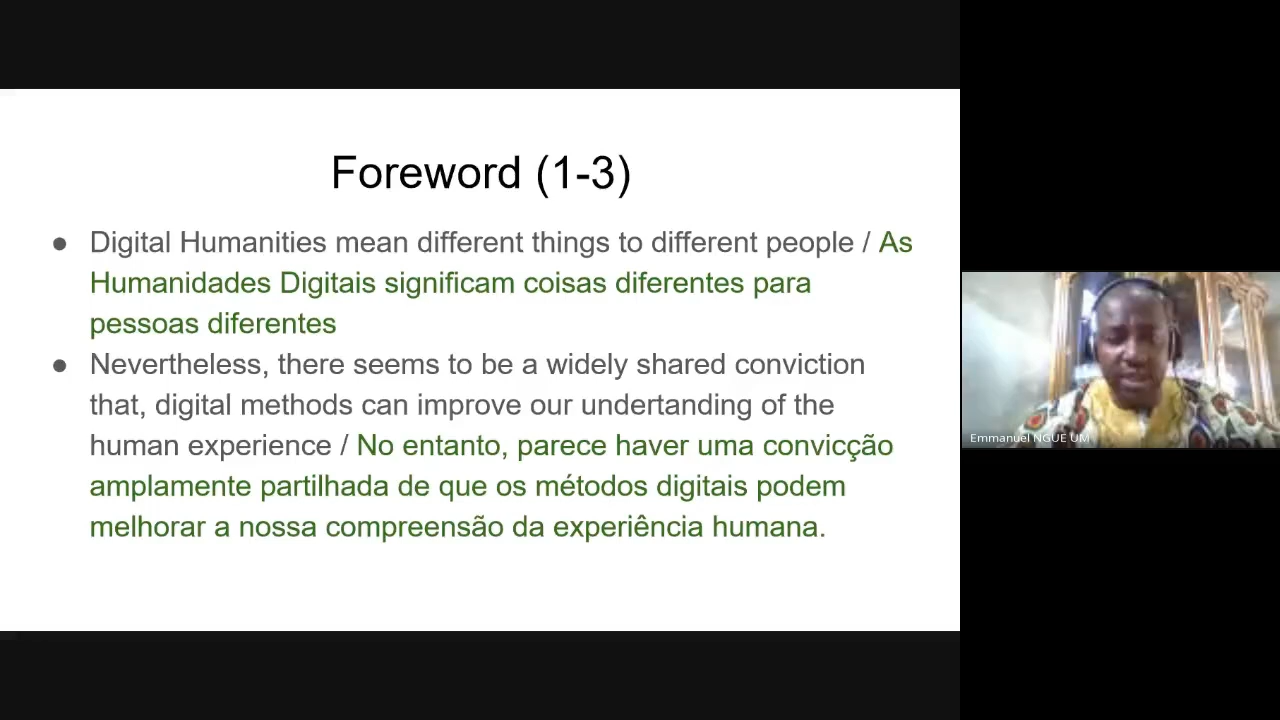 Foreword (1-3)
● Digital Humanities mean different things to different people / As
Humanidades Digitais significam coisas diferentes para
pessoas diferentes
● Nevertheless, there seems to be a widely shared conviction
that, digital methods can improve our undertanding of the
human experience / No entanto, parece haver uma convicção
amplamente partilhada de que os métodos digitais podem
melhorar a nossa compreensão da experiência humana.
Emmanuel NGUE UM